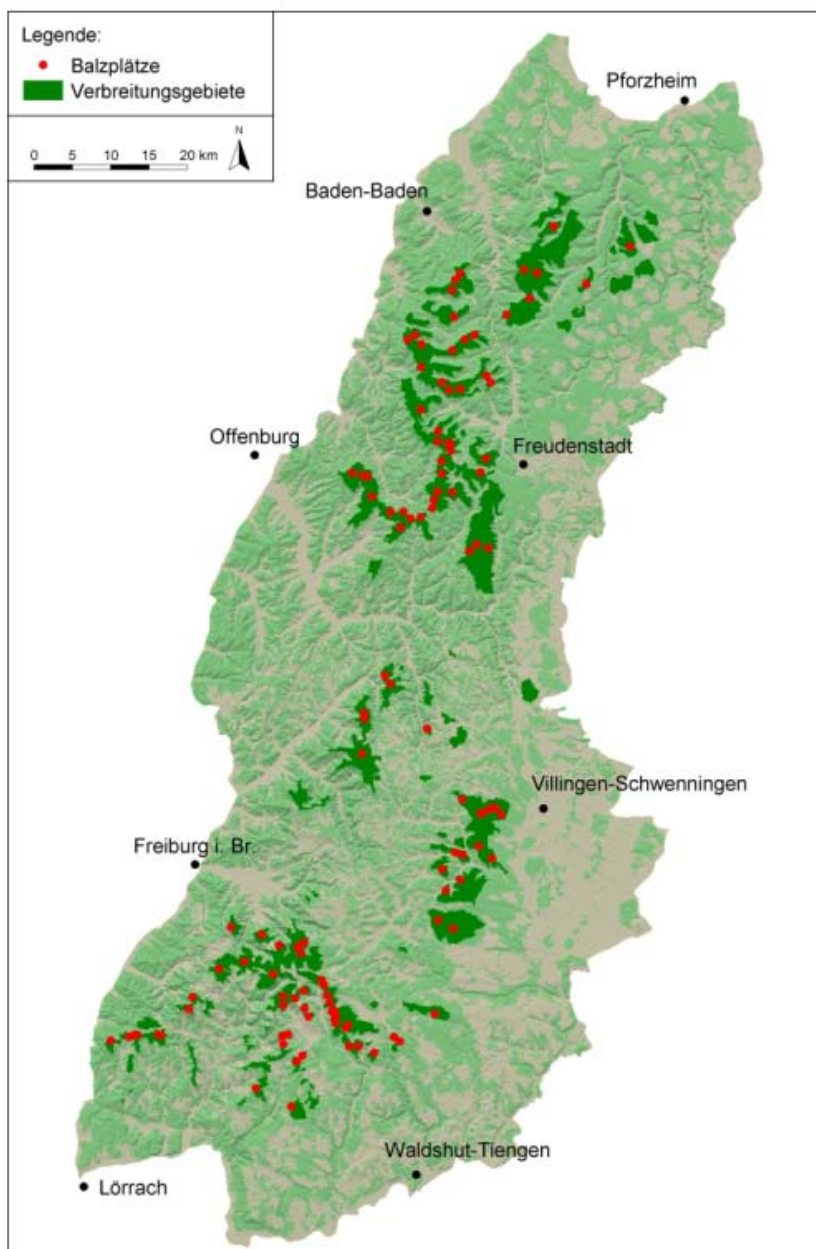 Legende:
Balzplätze
Verbreitungsgebiete
N
0 5 10 15 20 km
Pforzheim
Baden-Baden
Offenburg
Freudenstadt
Villingen-Schwenningen
Freiburg i. Br.
Waldshut-Tiengen
Lörrach